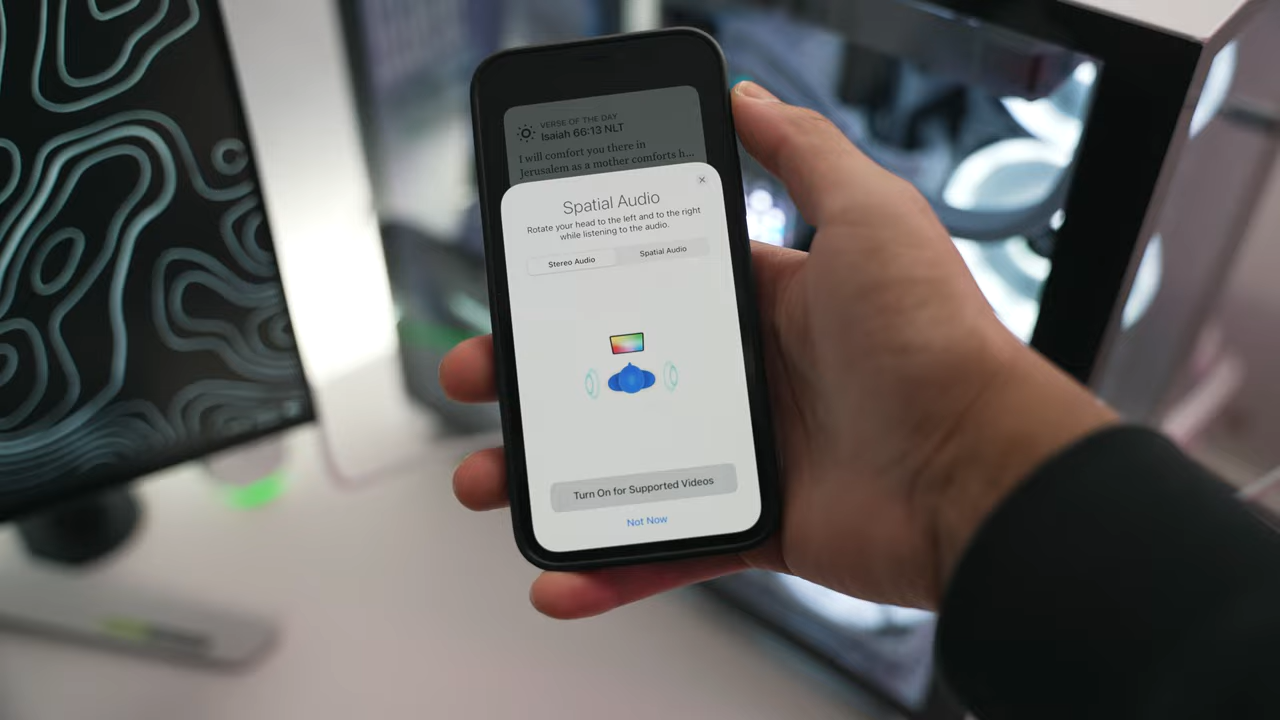 VERSE OF THE DAY
Isaiah 66:13 NLT
I will comfort you there in
Jerusalem as a mother comforts h...
Spatial Audio
Rotate your head to the left and to the right
while listening to the audio.
Stereo Audio
Spatial Audio
Turn On for Supported Videos
Not Now